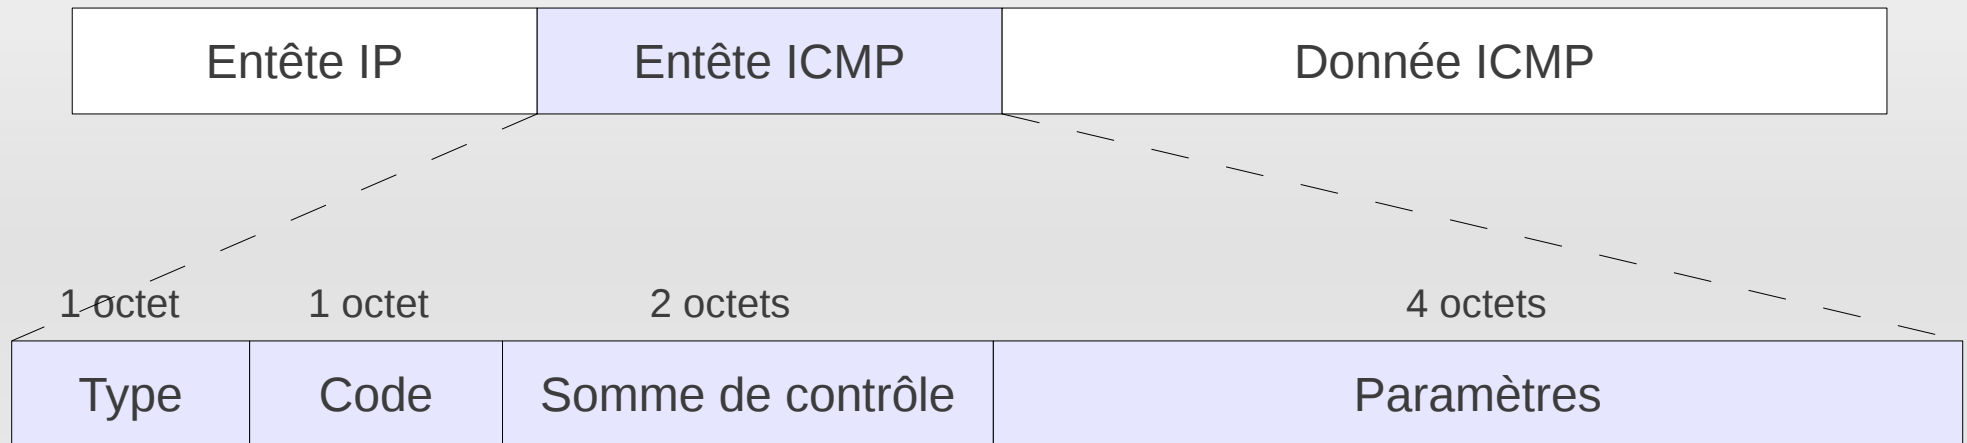 Entête IP Entête ICMP Donnée ICMP
1 octet 1 octet 2 octets 4 octets
Type Code Somme de contrôle Paramètres